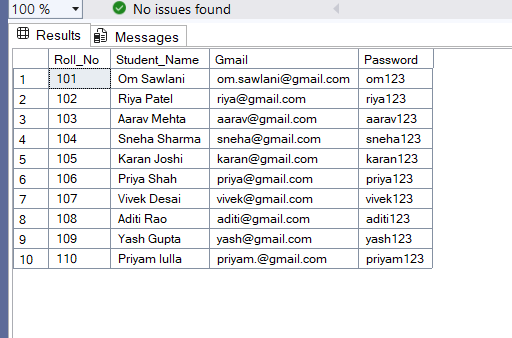 100 % No issues found
Results Messages
Roll_No Student_Name Gmail Password
1 101 Om Sawlani om.sawlani@gmail.com om123
2 102 Riya Patel riya@gmail.com riya123
3 103 Aarav Mehta aarav@gmail.com aarav123
4 104 Sneha Sharma sneha@gmail.com sneha123
5 105 Karan Joshi karan@gmail.com karan123
6 106 Priya Shah priya@gmail.com priya123
7 107 Vivek Desai vivek@gmail.com vivek123
8 108 Aditi Rao aditi@gmail.com aditi123
9 109 Yash Gupta yash@gmail.com yash123
10 110 Priyam lulla priyam.@gmail.com priyam123